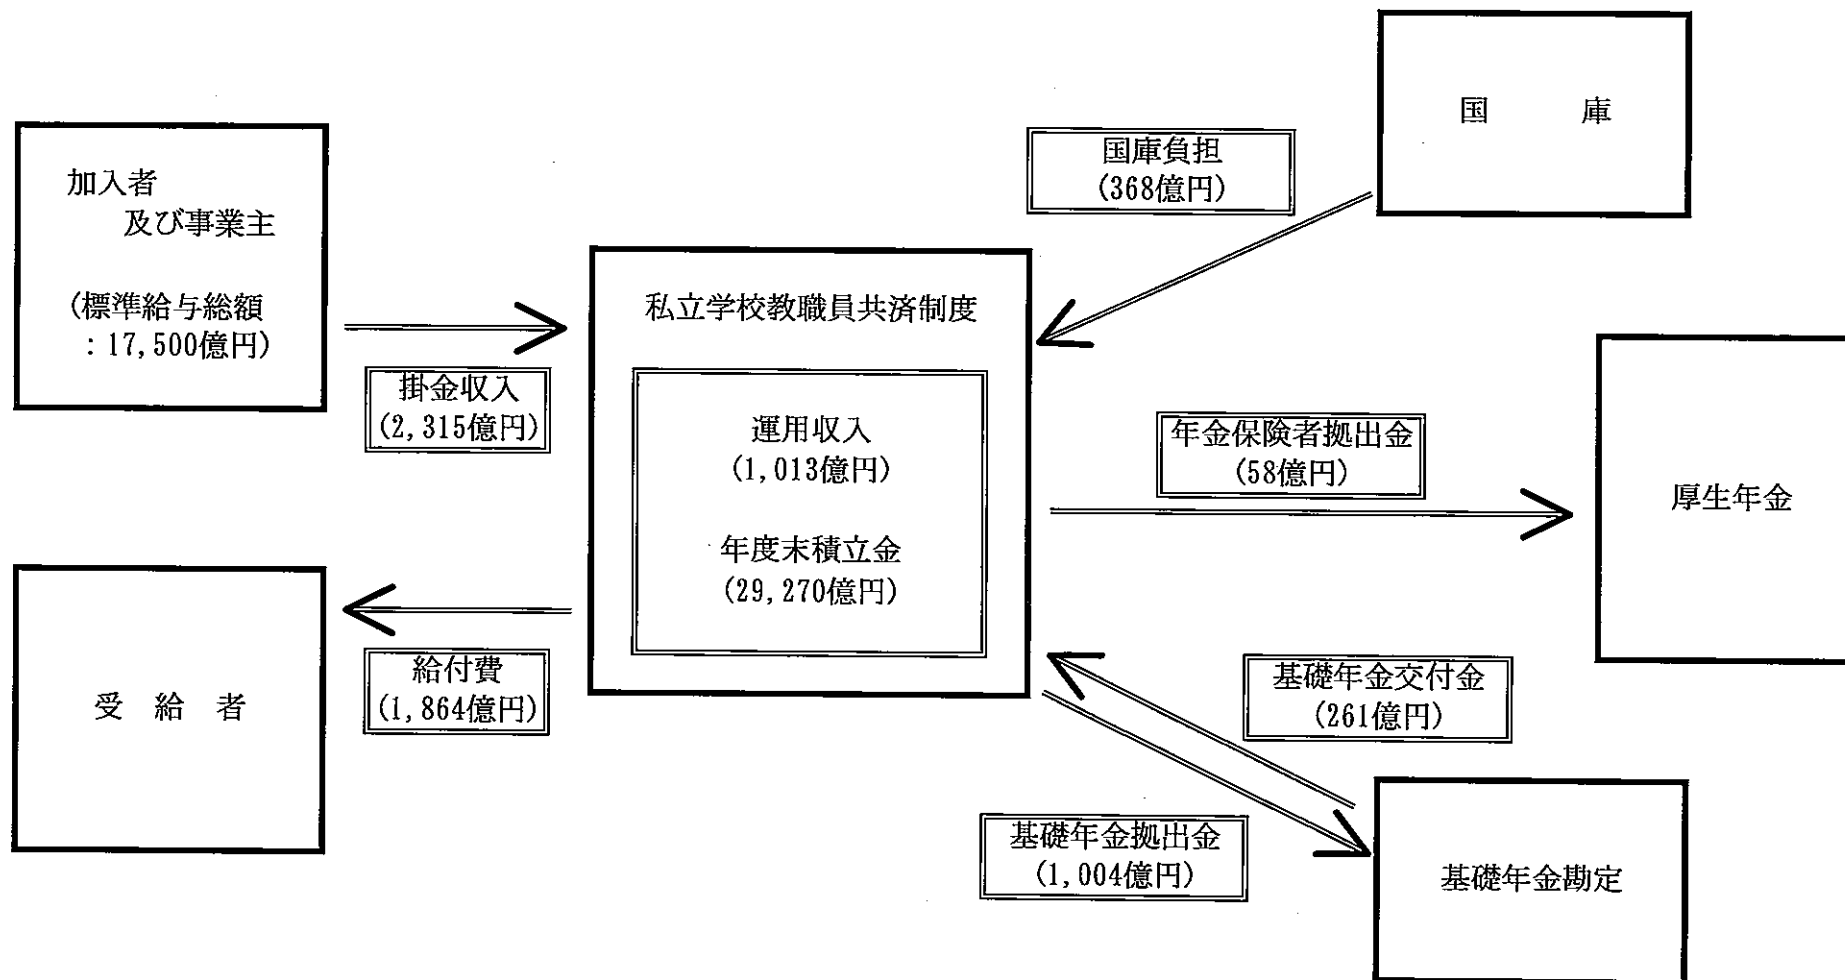 国　　庫
国庫負担
(368億円)
加入者
及び事業主
(標準給与総額
: 17,500億円)
掛金収入
(2,315億円)
私立学校教職員共済制度
運用収入
(1,013億円)
年度末積立金
(29,270億円)
年金保険者拠出金
(58億円)
厚生年金
受　給　者
給付費
(1,864億円)
基礎年金交付金
(261億円)
基礎年金拠出金
(1,004億円)
基礎年金勘定